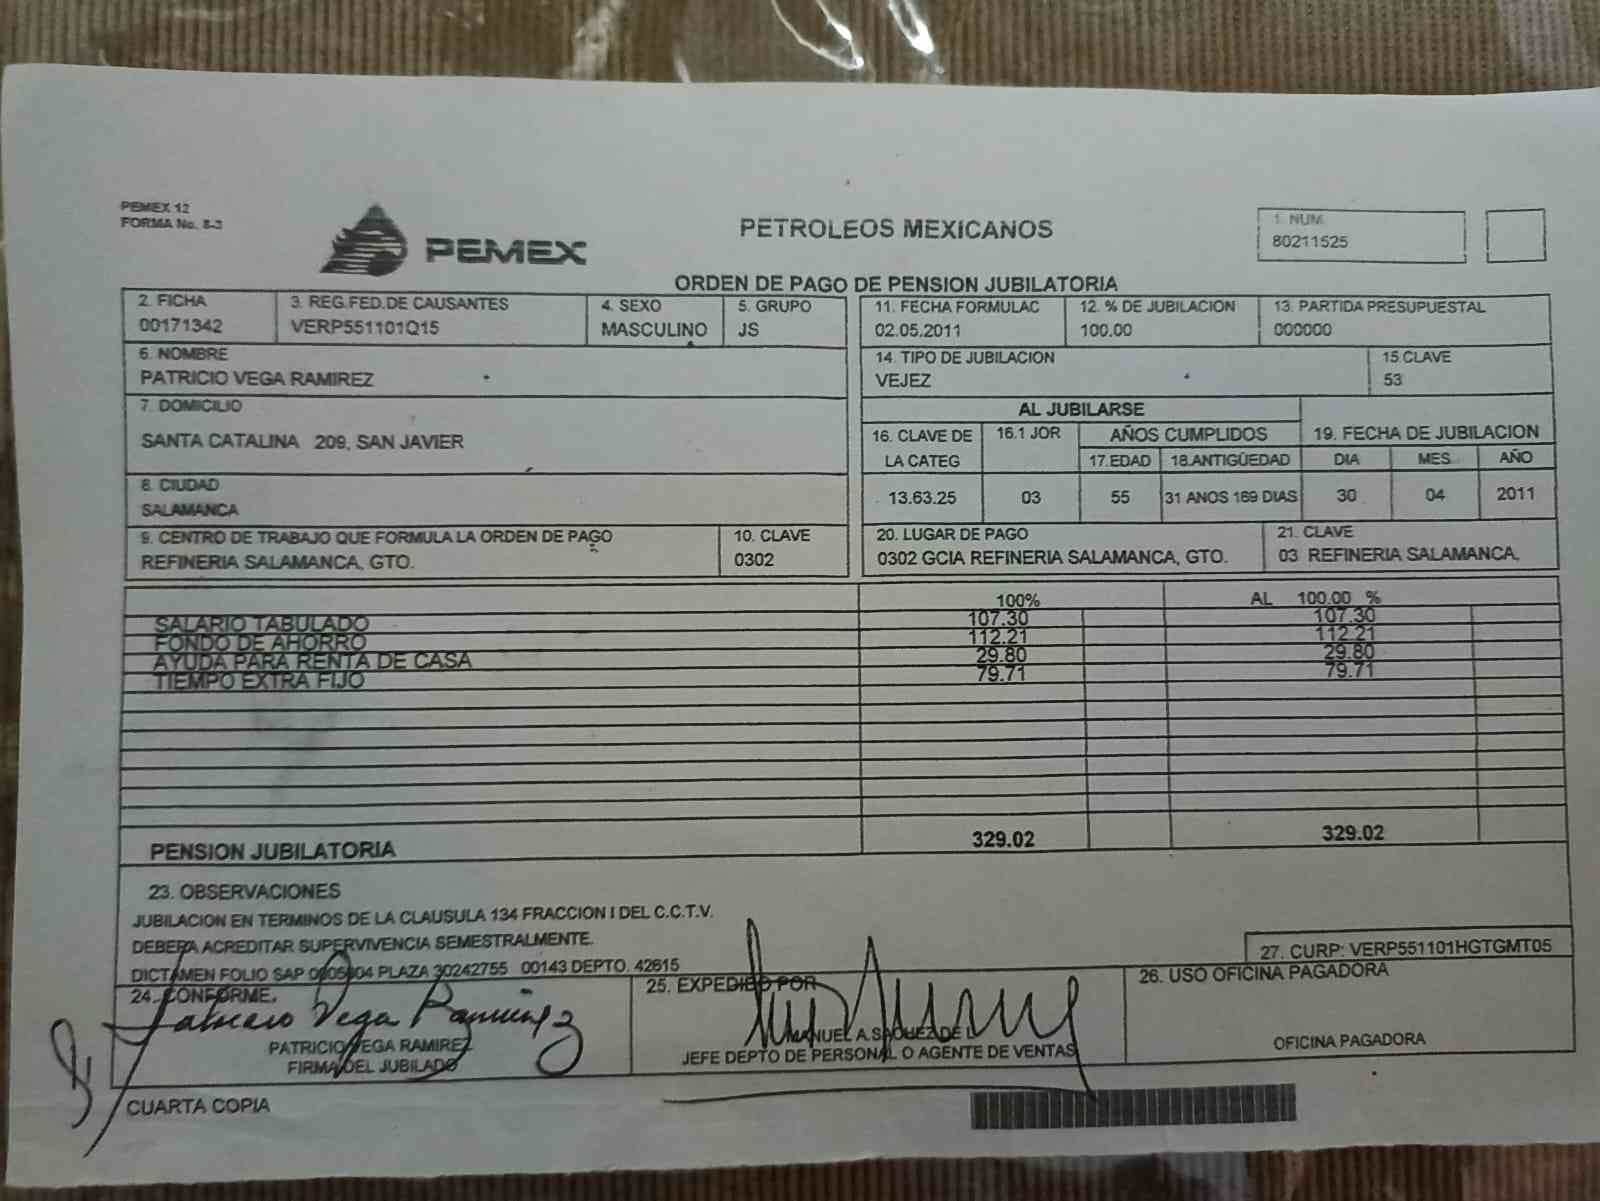 PEMEX 12
FORMA No. 8-3
PEMEX
PETROLEOS MEXICANOS
1. NUM.
80211525
ORDEN DE PAGO DE PENSION JUBILATORIA
2. FICHA
00171342
3. REG.FED.DE CAUSANTES
VERP551101Q15
4. SEXO
MASCULINO
5. GRUPO
JS
11. FECHA FORMULAC
02.05.2011
12. % DE JUBILACION
100.00
13. PARTIDA PRESUPUESTAL
000000
6. NOMBRE
PATRICIO VEGA RAMIREZ
14. TIPO DE JUBILACION
VEJEZ
15 CLAVE
53
7. DOMICILIO
SANTA CATALINA 209, SAN JAVIER
AL JUBILARSE
16. CLAVE DE
LA CATEG
16.1 JOR
AÑOS CUMPLIDOS
17.EDAD
18.ANTIGÜEDAD
19. FECHA DE JUBILACION
DIA
MES
AÑO
13.63.25
03
55
31 ANOS 169 DIAS
30
04
2011
8. CIUDAD
SALAMANCA
9. CENTRO DE TRABAJO QUE FORMULA LA ORDEN DE PAGO
REFINERIA SALAMANCA, GTO.
10. CLAVE
0302
20. LUGAR DE PAGO
0302 GCIA REFINERIA SALAMANCA, GTO.
21. CLAVE
03 REFINERIA SALAMANCA,
100%
AL 100.00 %
SALARIO TABULADO 107.30 107.30
FONDO DE AHORRO 112.21 112.21
AYUDA PARA RENTA DE CASA 29.80 29.80
TIEMPO EXTRA FIJO 79.71 79.71
PENSION JUBILATORIA 329.02 329.02
23. OBSERVACIONES
JUBILACION EN TERMINOS DE LA CLAUSULA 134 FRACCION I DEL C.C.T.V.
DEBERA ACREDITAR SUPERVIVENCIA SEMESTRALMENTE.
DICTAMEN FOLIO SAP PLAZA 30242755 00143 DEPTO. 42615
27. CURP: VERP551101HGTGMT05
24. CONFORME.
Patricio Vega Ramirez
PATRICIO VEGA RAMIREZ
FIRMA DEL JUBILADO
25. EXPEDIDO POR
MANUEL A. DE L
JEFE DEPTO DE PERSONAL O AGENTE DE VENTAS
26. USO OFICINA PAGADORA
OFICINA PAGADORA
CUARTA COPIA